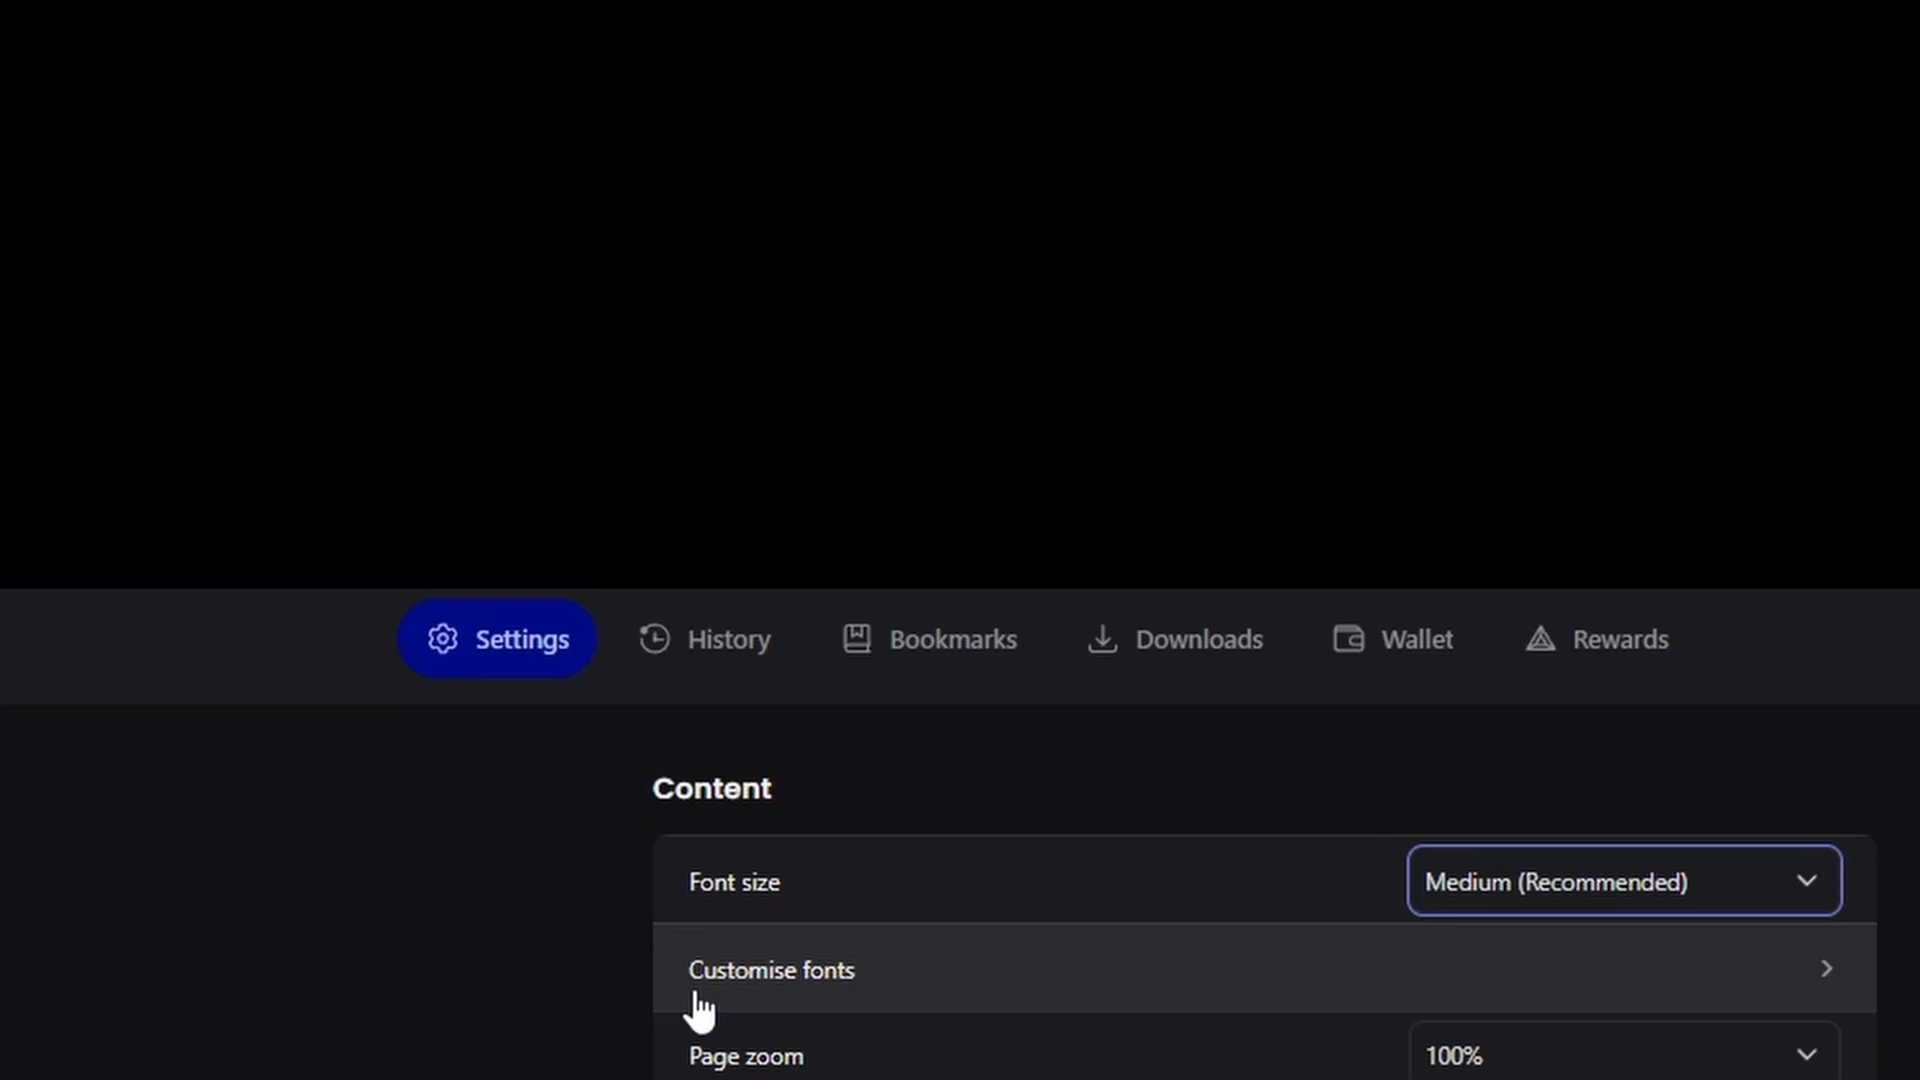 Settings History Bookmarks Downloads Wallet Rewards
Content
Font size Medium (Recommended)
Customise fonts
Page zoom 100%